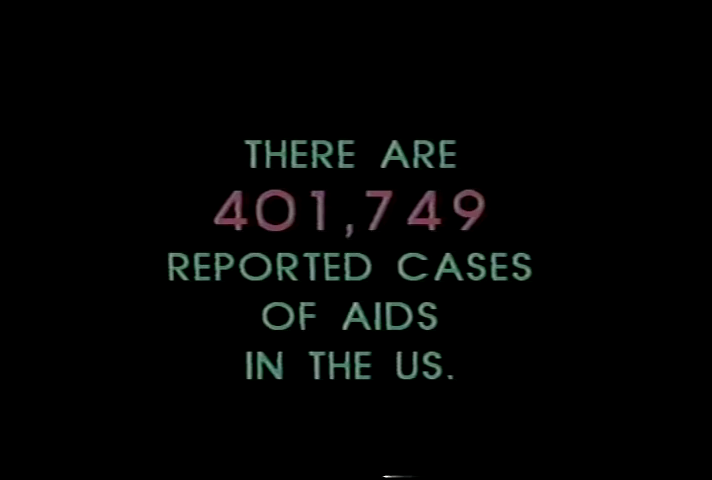 THERE ARE
401,749
REPORTED CASES
OF AIDS
IN THE US.